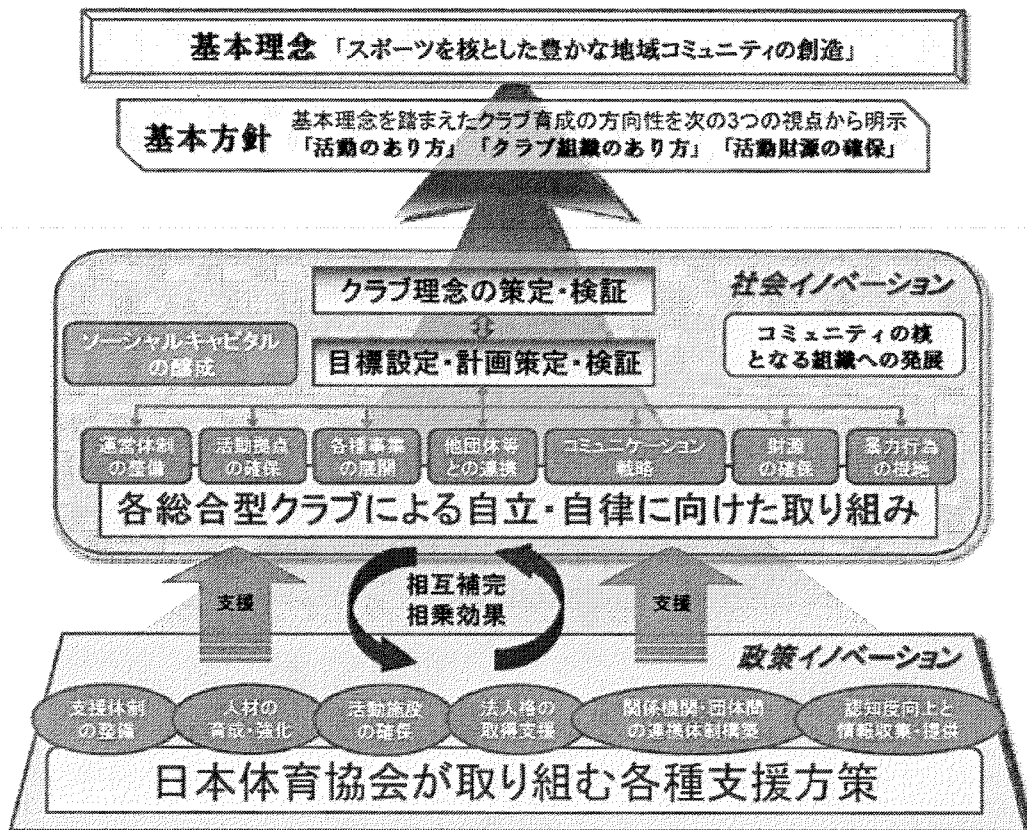 基本理念 「スポーツを核とした豊かな地域コミュニティの創造」
基本方針 基本理念を踏まえたクラブ育成の方向性を次の3つの視点から明示
「活動のあり方」 「クラブ組織のあり方」 「活動財源の確保」
社会イノベーション
クラブ理念の策定・検証
ソーシャルキャピタル
の醸成
コミュニティの核
となる組織への発展
目標設定・計画策定・検証
運営体制
の整備
活動拠点
の確保
各種事業
の展開
他団体等
との連携
コミュニケーション
戦略
財源
の確保
暴力行為
の根絶
各総合型クラブによる自立・自律に向けた取り組み
支援
相互補完
相乗効果
支援
政策イノベーション
支援体制
の整備
人材の
育成・強化
活動施設
の確保
法人格の
取得支援
関係機関・団体間
の連携体制構築
認知度向上と
情報収集・提供
日本体育協会が取り組む各種支援方策